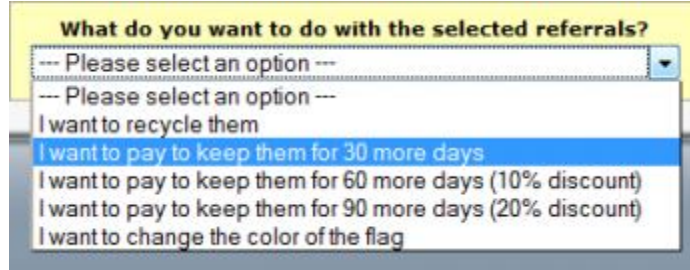 What do you want to do with the selected referrals?
--- Please select an option ---
--- Please select an option ---
I want to recycle them
I want to pay to keep them for 30 more days
I want to pay to keep them for 60 more days (10% discount)
I want to pay to keep them for 90 more days (20% discount)
I want to change the color of the flag